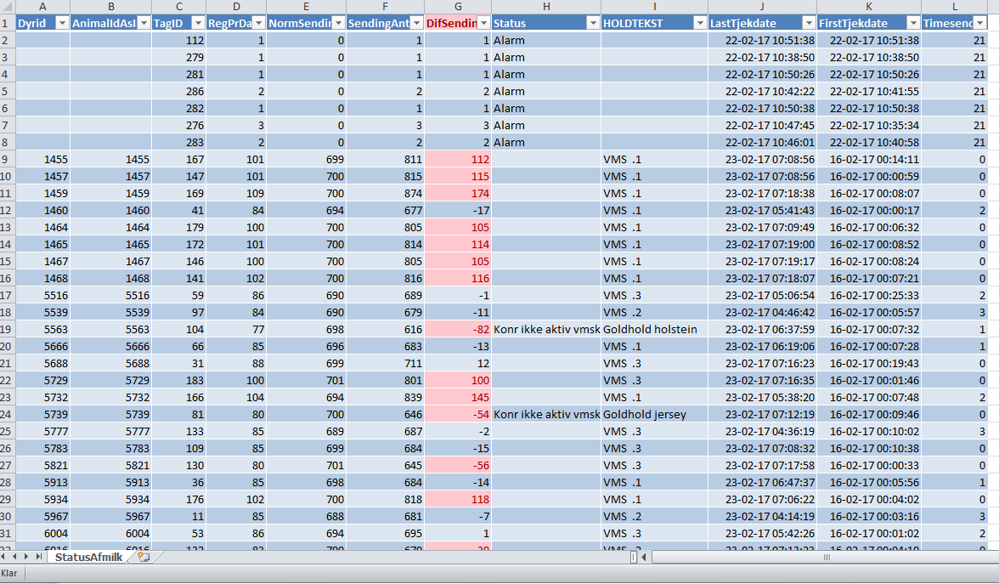 A B C D E F G H I J K L
1 Dyrid AnimalIdAsI TagID RegPrDa NormSendin SendingAnt DifSendin Status HOLDTEKST LastTjekdate FirstTjekdate Timesend
2 112 1 0 1 1 Alarm 22-02-17 10:51:38 22-02-17 10:51:38 21
3 279 1 0 1 1 Alarm 22-02-17 10:38:50 22-02-17 10:38:50 21
4 281 1 0 1 1 Alarm 22-02-17 10:50:26 22-02-17 10:50:26 21
5 286 2 0 2 2 Alarm 22-02-17 10:42:22 22-02-17 10:41:55 21
6 282 1 0 1 1 Alarm 22-02-17 10:50:38 22-02-17 10:50:38 21
7 276 3 0 3 3 Alarm 22-02-17 10:47:45 22-02-17 10:35:34 21
8 283 2 0 2 2 Alarm 22-02-17 10:46:01 22-02-17 10:40:58 21
9 1455 1455 167 101 699 811 112 VMS .1 23-02-17 07:08:56 16-02-17 00:14:11 0
10 1457 1457 147 101 700 815 115 VMS .1 23-02-17 07:08:56 16-02-17 00:00:59 0
11 1459 1459 169 109 700 874 174 VMS .1 23-02-17 07:18:38 16-02-17 00:08:07 0
12 1460 1460 41 84 694 677 -17 VMS .1 23-02-17 05:41:43 16-02-17 00:00:17 2
13 1464 1464 179 100 700 805 105 VMS .1 23-02-17 07:09:49 16-02-17 00:06:32 0
14 1465 1465 172 101 700 814 114 VMS .1 23-02-17 07:19:00 16-02-17 00:08:52 0
15 1467 1467 146 100 700 805 105 VMS .1 23-02-17 07:19:17 16-02-17 00:08:24 0
16 1468 1468 141 102 700 816 116 VMS .1 23-02-17 07:18:07 16-02-17 00:07:21 0
17 5516 5516 59 86 690 689 -1 VMS .3 23-02-17 05:06:54 16-02-17 00:25:33 2
18 5539 5539 97 84 690 679 -11 VMS .2 23-02-17 04:46:42 16-02-17 00:05:57 3
19 5563 5563 104 77 698 616 -82 Konr ikke aktiv vmsk Goldhold holstein 23-02-17 06:37:59 16-02-17 00:07:32 1
20 5666 5666 66 85 696 683 -13 VMS .1 23-02-17 06:19:06 16-02-17 00:07:28 1
21 5688 5688 31 88 699 711 12 VMS .3 23-02-17 07:16:23 16-02-17 00:19:43 0
22 5729 5729 183 100 701 801 100 VMS .3 23-02-17 07:16:35 16-02-17 00:01:46 0
23 5732 5732 166 104 694 839 145 VMS .1 23-02-17 05:38:20 16-02-17 00:07:48 2
24 5739 5739 81 80 700 646 -54 Konr ikke aktiv vmsk Goldhold jersey 23-02-17 07:12:19 16-02-17 00:09:46 0
25 5777 5777 133 85 689 687 -2 VMS .3 23-02-17 04:36:19 16-02-17 00:10:02 3
26 5783 5783 109 85 699 684 -15 VMS .3 23-02-17 07:08:32 16-02-17 00:10:38 0
27 5821 5821 130 80 701 645 -56 VMS .3 23-02-17 07:17:58 16-02-17 00:00:33 0
28 5913 5913 36 85 698 684 -14 VMS .1 23-02-17 06:47:37 16-02-17 00:05:56 1
29 5934 5934 176 102 700 818 118 VMS .1 23-02-17 07:06:22 16-02-17 00:04:02 0
30 5967 5967 11 85 688 681 -7 VMS .2 23-02-17 04:14:19 16-02-17 00:03:16 3
31 6004 6004 53 86 694 695 1 VMS .3 23-02-17 05:42:26 16-02-17 00:01:02 2
StatusAfmilk
Klar